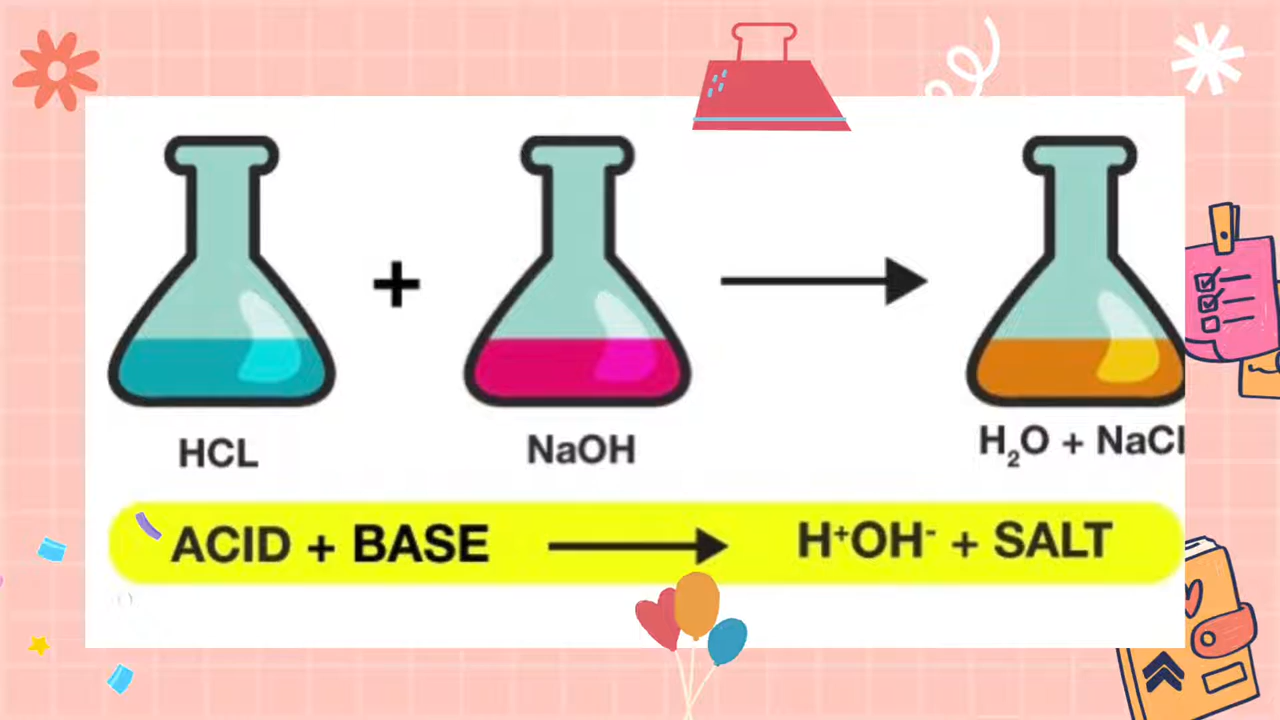 +
HCL NaOH H₂O + NaCl
ACID + BASE → H⁺OH⁻ + SALT